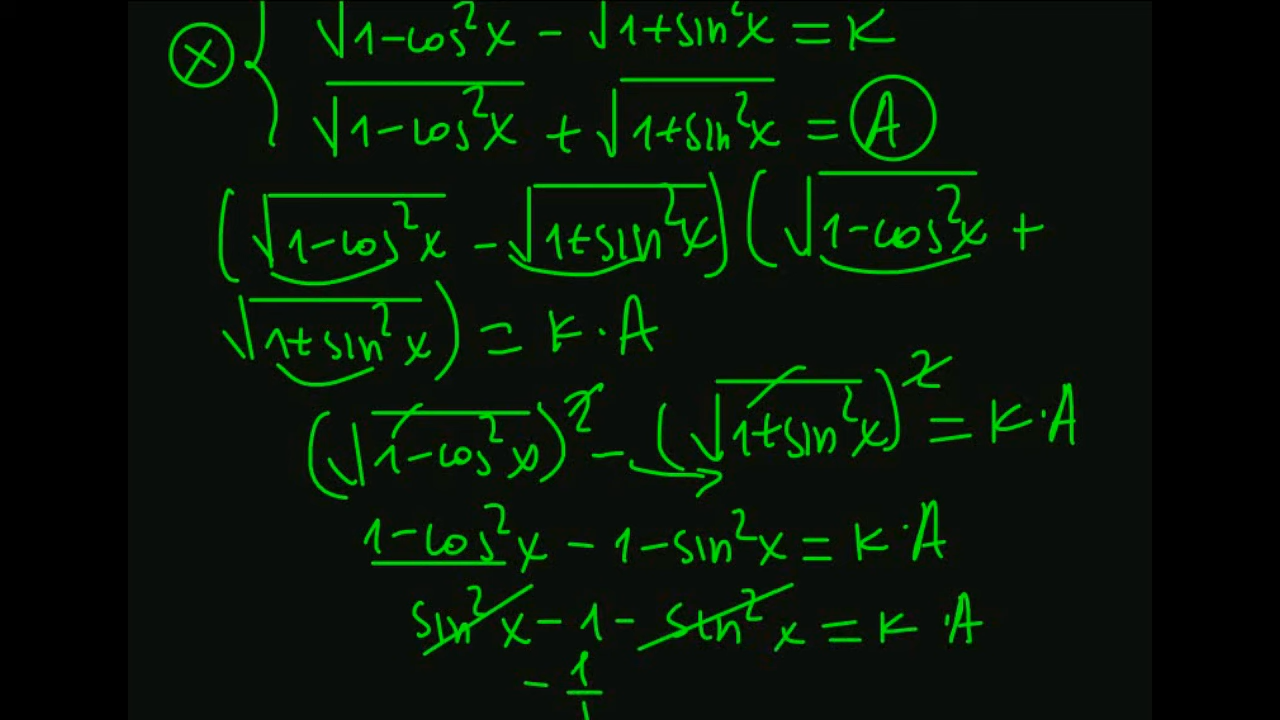 √1-cos²x - √1+sin²x = K
Ⓧ { √1-cos²x + √1+sin²x = Ⓐ
(√1-cos²x - √1+sin²x)(√1-cos²x +
√1+sin²x) = K·A
(√1-cos²x)² - (√1+sin²x)² = K·A
1-cos²x - 1-sin²x = K·A
sin²x - 1 - sin²x = K·A
- 1